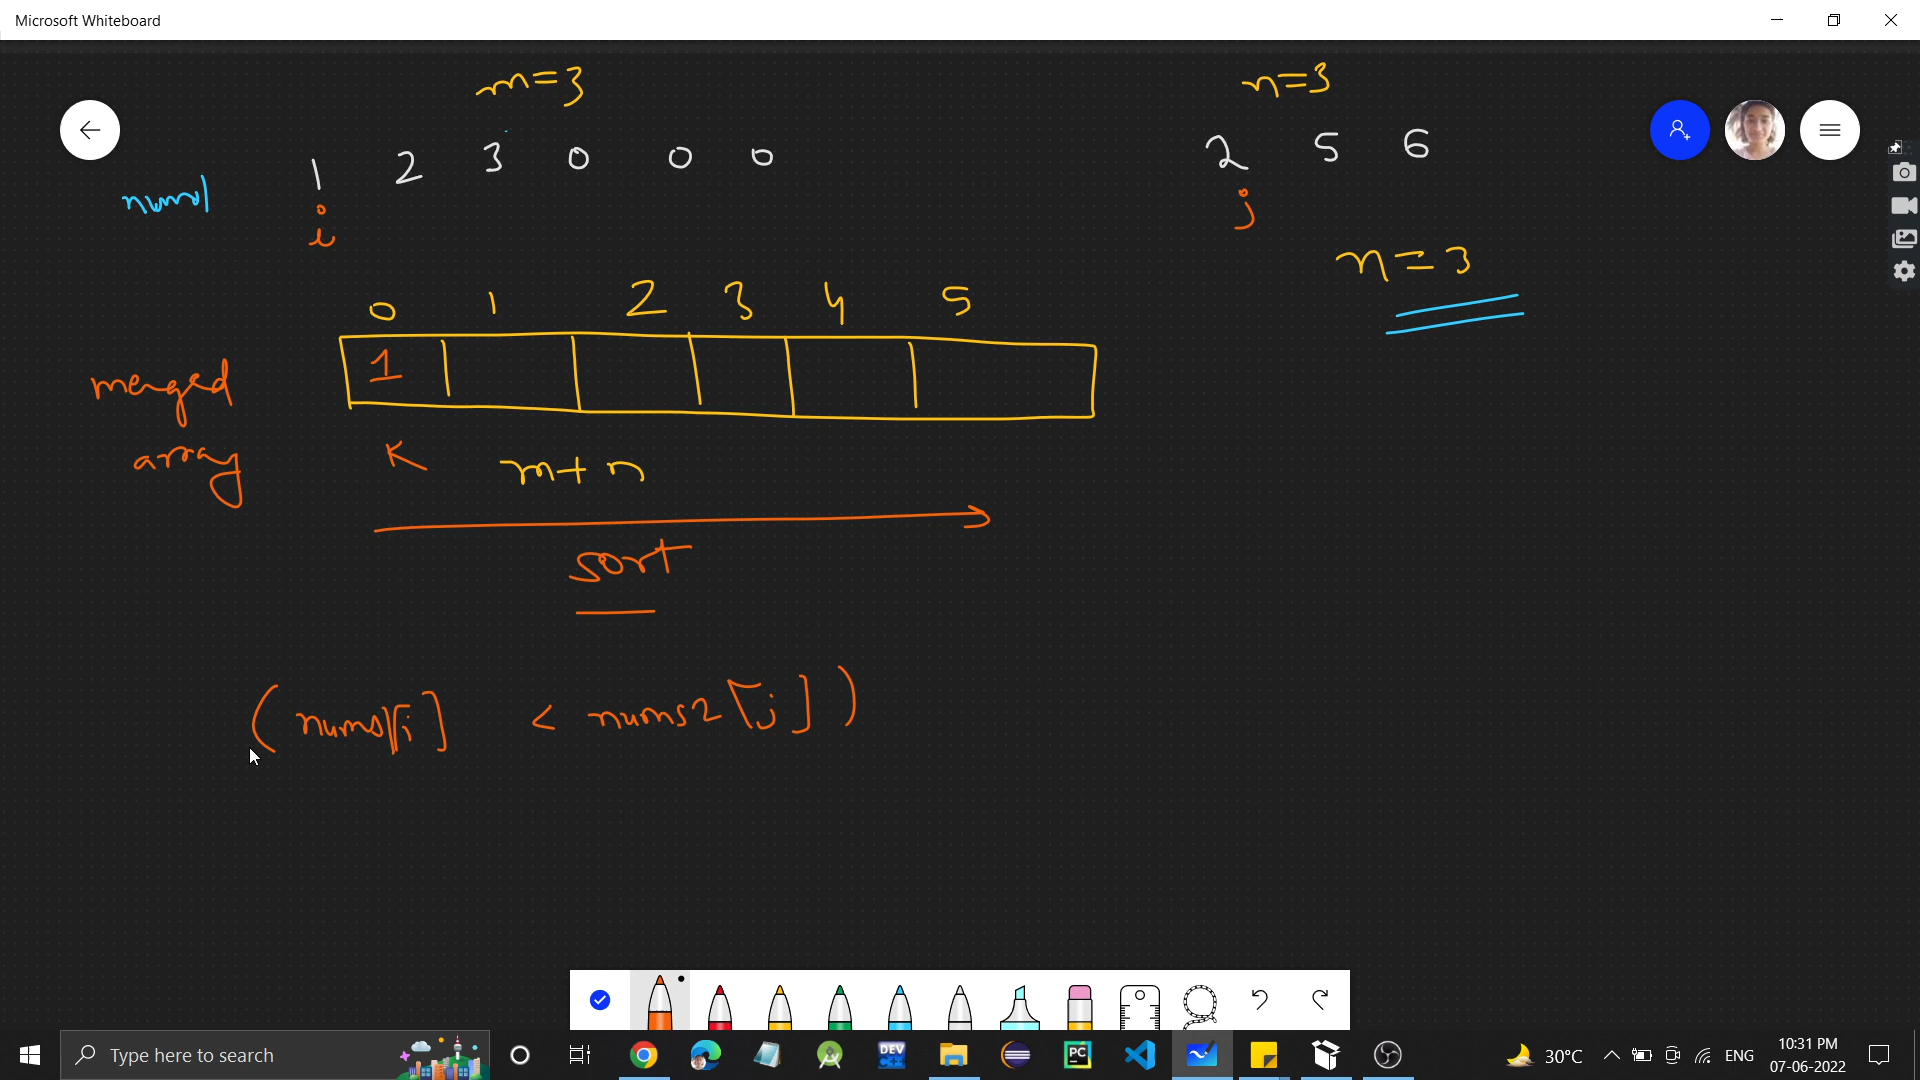 Microsoft Whiteboard
m=3
n=3
1 2 3 0 0 0
2 5 6
nums1
i
j
n=3
0 1 2 3 4 5
1
merged
array
K
m+n
sort
(nums1[i] < nums2[j])
Type here to search
DEV
PC
30°C
ENG
10:31 PM
07-06-2022